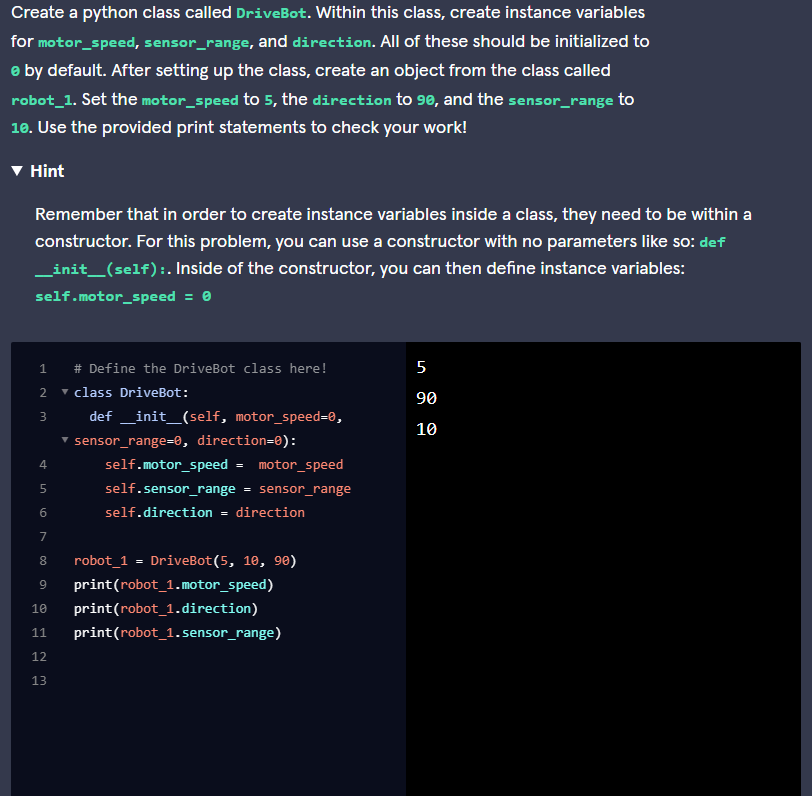 Create a python class called DriveBot. Within this class, create instance variables
for motor_speed, sensor_range, and direction. All of these should be initialized to
0 by default. After setting up the class, create an object from the class called
robot_1. Set the motor_speed to 5, the direction to 90, and the sensor_range to
10. Use the provided print statements to check your work!
▼ Hint
Remember that in order to create instance variables inside a class, they need to be within a
constructor. For this problem, you can use a constructor with no parameters like so: def
__init__(self):. Inside of the constructor, you can then define instance variables:
self.motor_speed = 0
1 # Define the DriveBot class here!
2 ▼ class DriveBot:
3 def __init__(self, motor_speed=0,
▼ sensor_range=0, direction=0):
4 self.motor_speed =  motor_speed
5 self.sensor_range = sensor_range
6 self.direction = direction
7
8 robot_1 = DriveBot(5, 10, 90)
9 print(robot_1.motor_speed)
10 print(robot_1.direction)
11 print(robot_1.sensor_range)
12
13
5
90
10